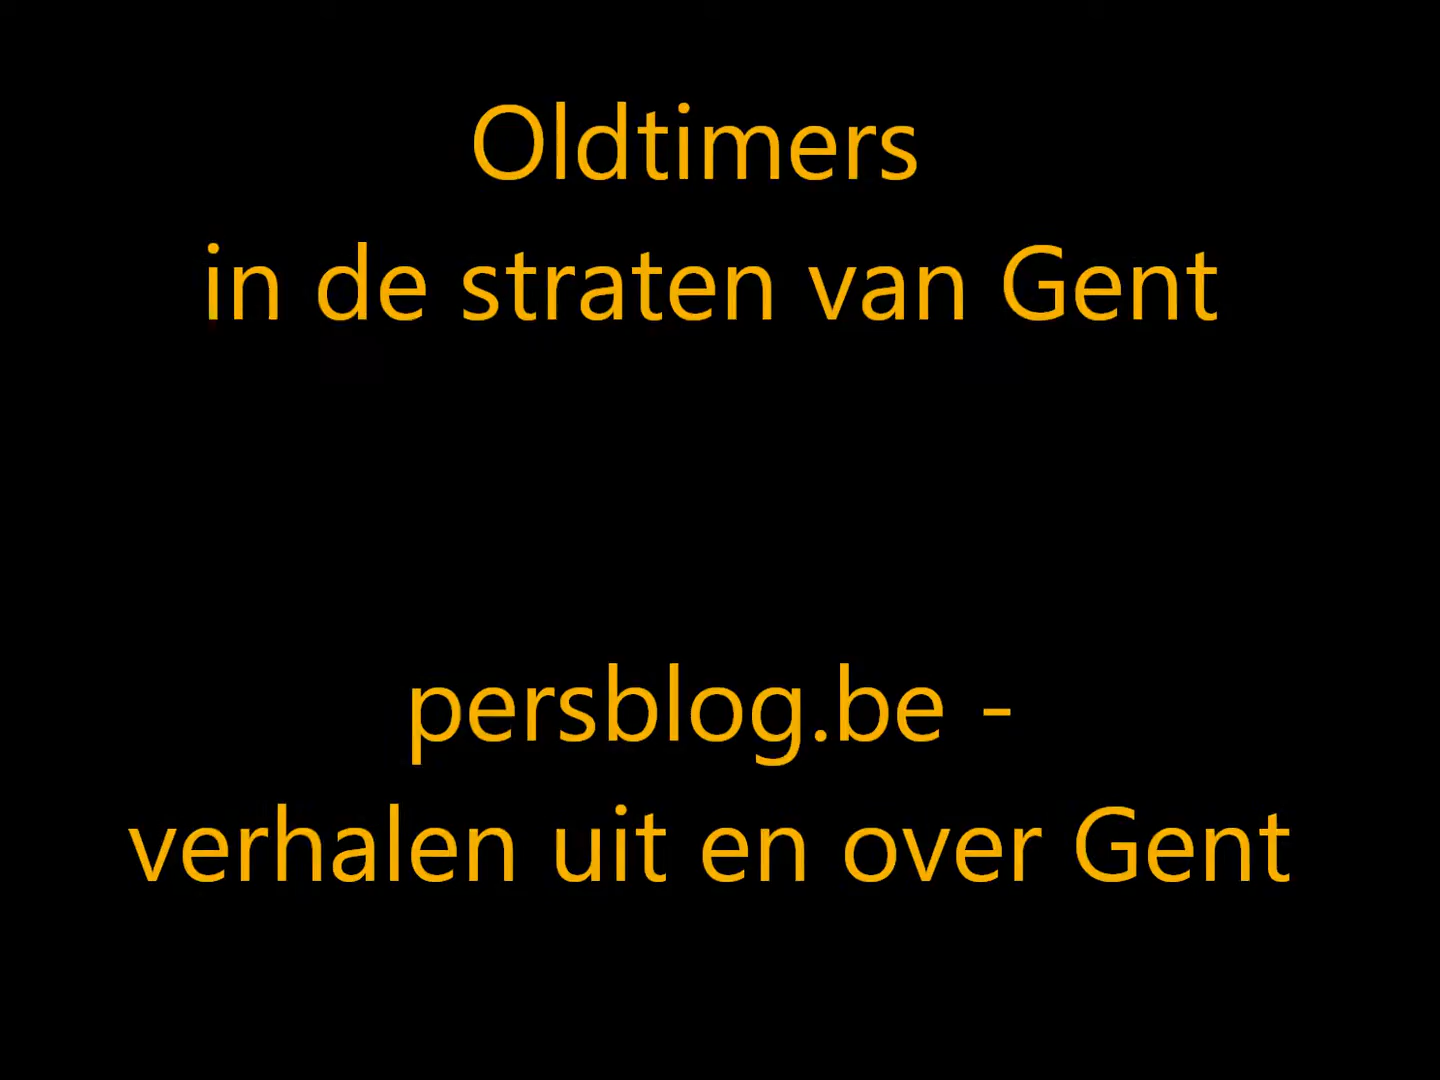 Oldtimers
in de straten van Gent
persblog.be -
verhalen uit en over Gent